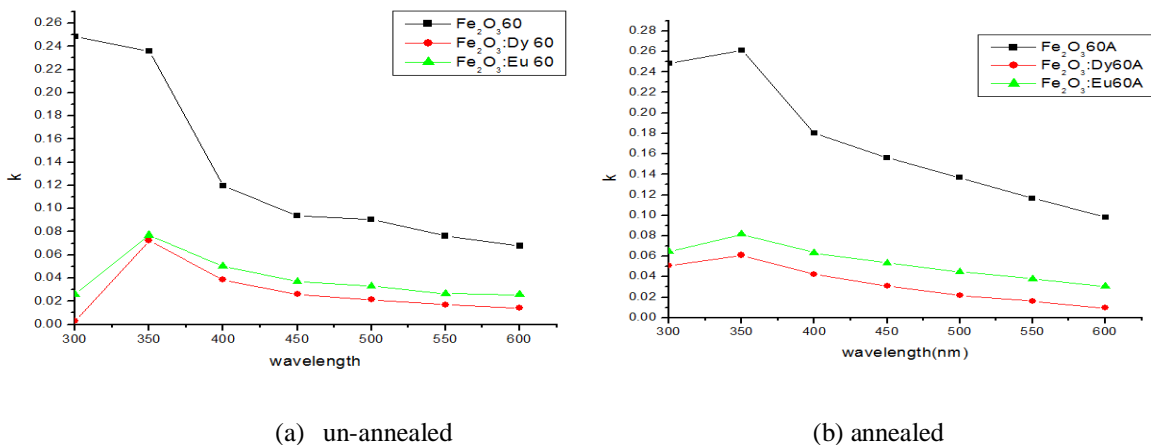 0.26
0.24
0.22
0.20
0.18
0.16
0.14
0.12
0.10
0.08
0.06
0.04
0.02
0.00
k
300 350 400 450 500 550 600
wavelength
Fe₂O₃60
Fe₂O₃:Dy 60
Fe₂O₃:Eu 60
(a) un-annealed
0.28
0.26
0.24
0.22
0.20
0.18
0.16
0.14
0.12
0.10
0.08
0.06
0.04
0.02
0.00
k
300 350 400 450 500 550 600
wavelength(nm)
Fe₂O₃60A
Fe₂O₃:Dy60A
Fe₂O₃:Eu60A
(b) annealed